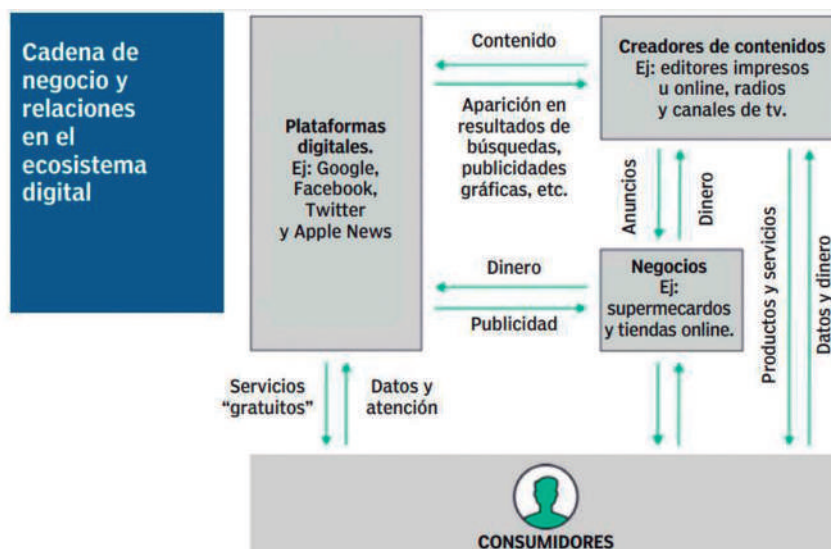 Cadena de
negocio y
relaciones
en el
ecosistema
digital
Plataformas
digitales.
Ej: Google,
Facebook,
Twitter
y Apple News
Contenido
Aparición en
resultados de
búsquedas,
publicidades
gráficas, etc.
Creadores de contenidos
Ej: editores impresos
u online, radios
y canales de tv.
Anuncios
Dinero
Dinero
Publicidad
Negocios
Ej:
supermecardos
y tiendas online.
Productos y servicios
Datos y dinero
Servicios
“gratuitos”
Datos y
atención
CONSUMIDORES